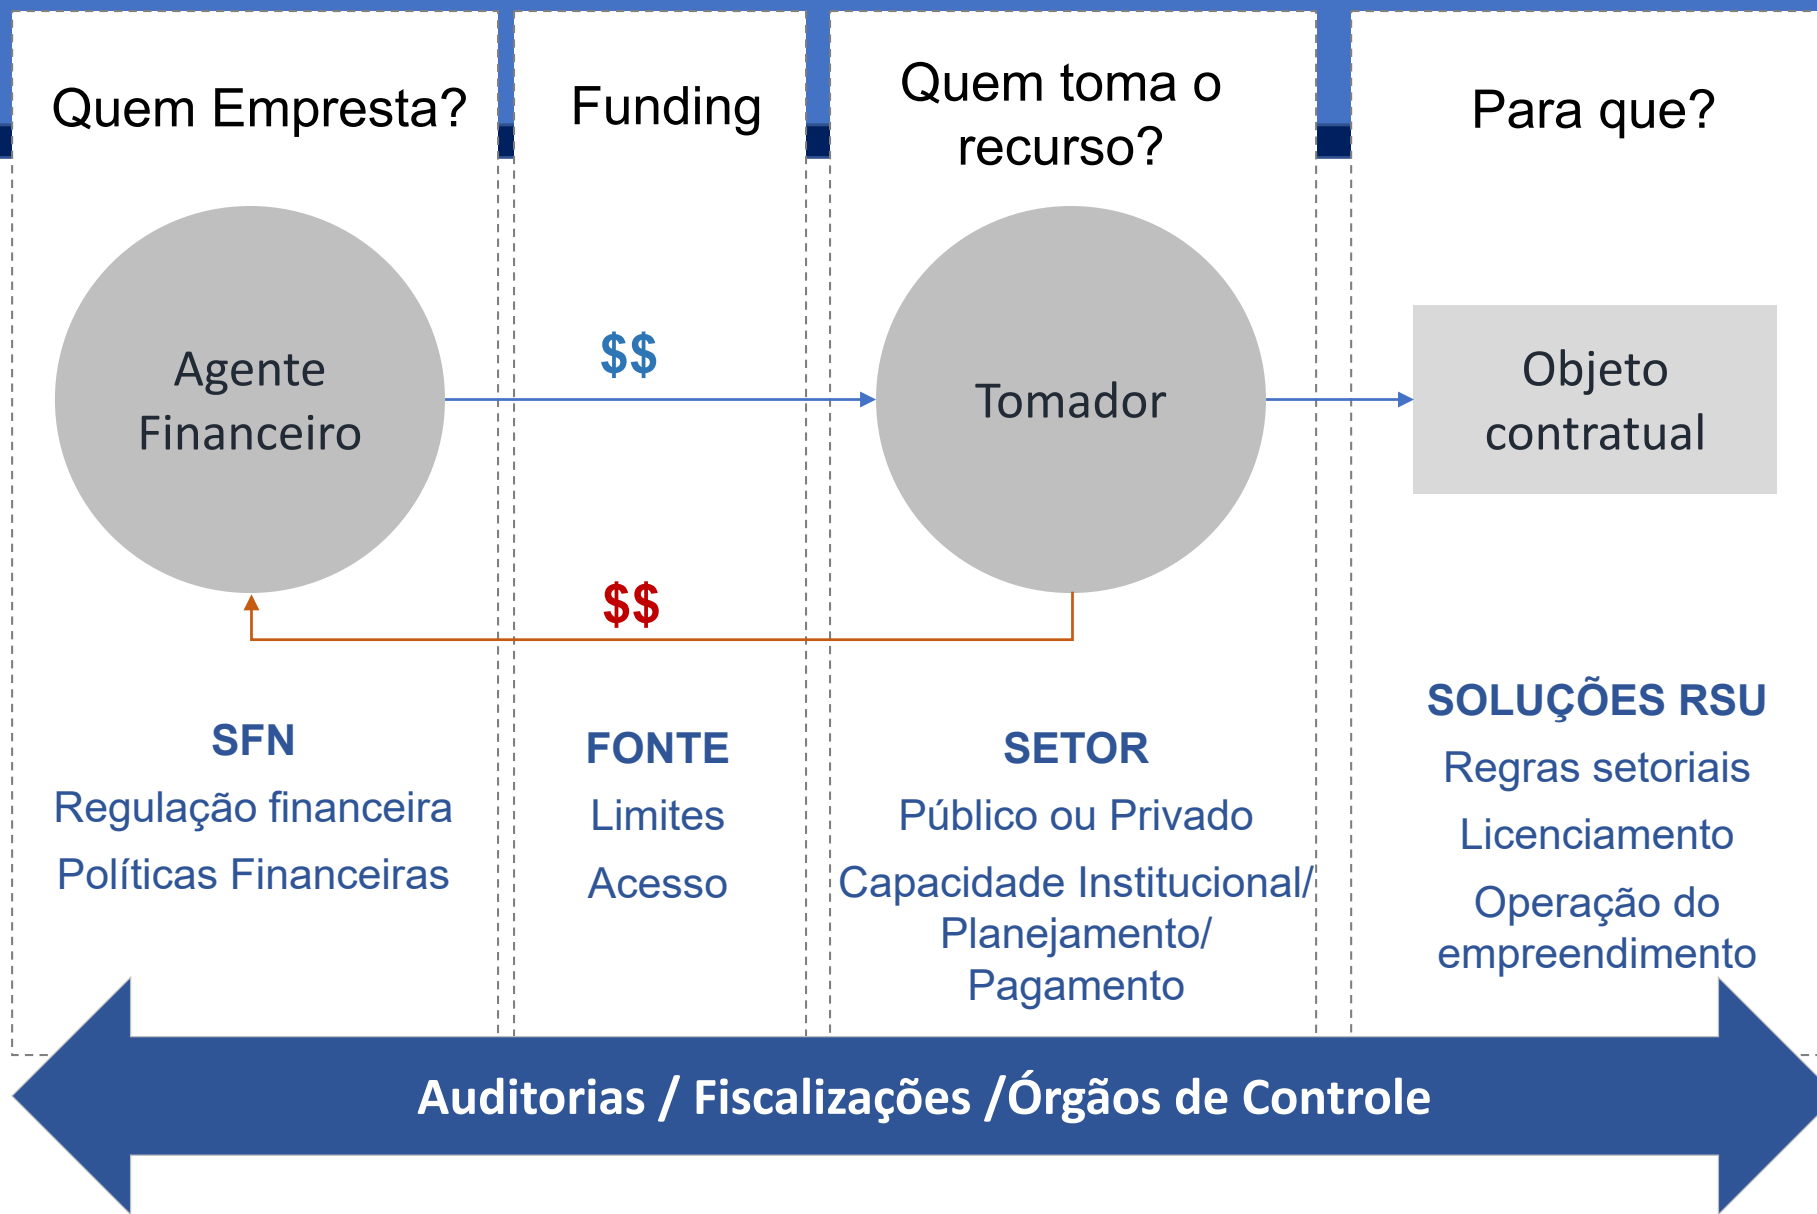 Quem Empresta?
Funding
Quem toma o
recurso?
Para que?
Agente
Financeiro
$$
Tomador
Objeto
contratual
$$
SFN
Regulação financeira
Políticas Financeiras
FONTE
Limites
Acesso
SETOR
Público ou Privado
Capacidade Institucional/
Planejamento/
Pagamento
SOLUÇÕES RSU
Regras setoriais
Licenciamento
Operação do
empreendimento
Auditorias / Fiscalizações /Órgãos de Controle